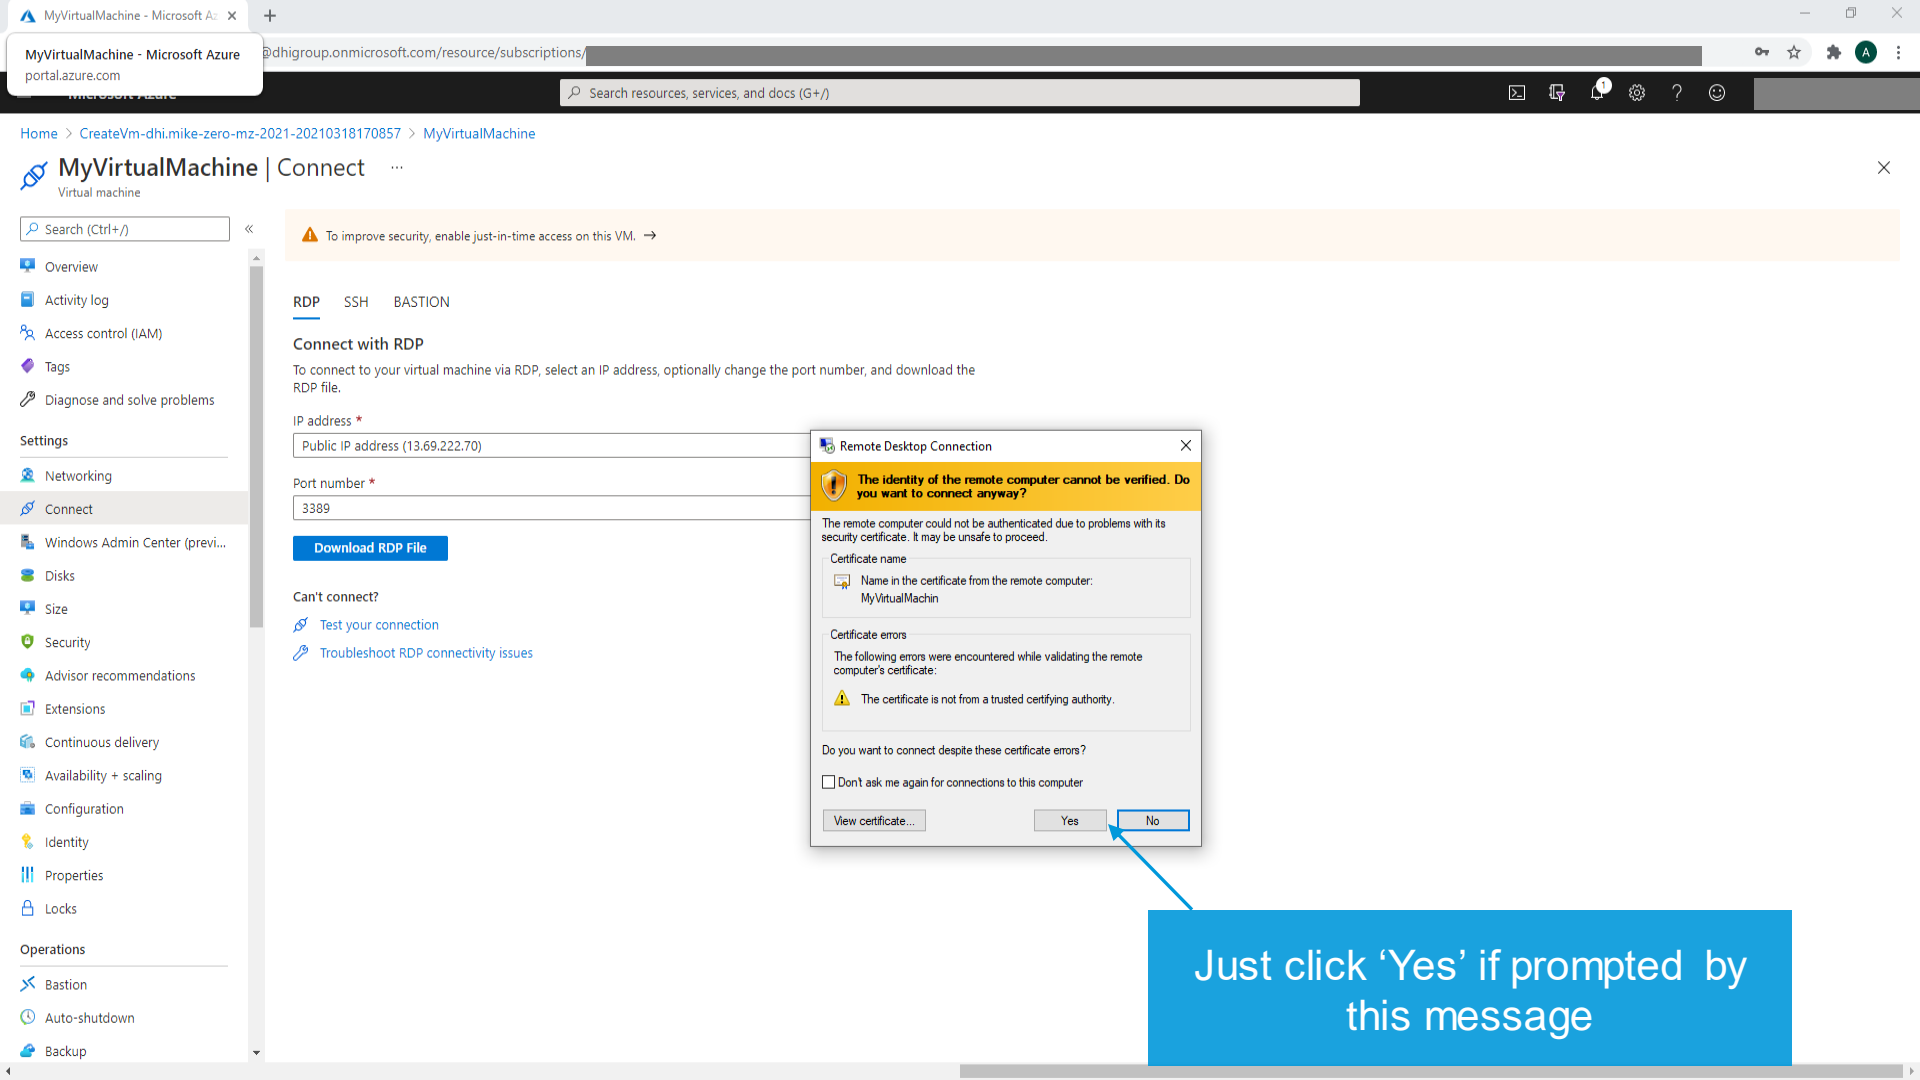 MyVirtualMachine - Microsoft Az
MyVirtualMachine - Microsoft Azure
portal.azure.com
@dhigroup.onmicrosoft.com/resource/subscriptions/
A
Microsoft Azure
Search resources, services, and docs (G+/)
1
Home > CreateVm-dhi.mike-zero-mz-2021-20210318170857 > MyVirtualMachine
MyVirtualMachine | Connect ...
Virtual machine
Search (Ctrl+/)
«
To improve security, enable just-in-time access on this VM. →
Overview
Activity log
Access control (IAM)
Tags
Diagnose and solve problems
Settings
Networking
Connect
Windows Admin Center (previ...
Disks
Size
Security
Advisor recommendations
Extensions
Continuous delivery
Availability + scaling
Configuration
Identity
Properties
Locks
Operations
Bastion
Auto-shutdown
Backup
RDP SSH BASTION
Connect with RDP
To connect to your virtual machine via RDP, select an IP address, optionally change the port number, and download the
RDP file.
IP address *
Public IP address (13.69.222.70)
Port number *
3389
Download RDP File
Can't connect?
Test your connection
Troubleshoot RDP connectivity issues
Remote Desktop Connection
The identity of the remote computer cannot be verified. Do
you want to connect anyway?
The remote computer could not be authenticated due to problems with its
security certificate. It may be unsafe to proceed.
Certificate name
Name in the certificate from the remote computer:
MyVirtualMachin
Certificate errors
The following errors were encountered while validating the remote
computer's certificate:
The certificate is not from a trusted certifying authority.
Do you want to connect despite these certificate errors?
Don't ask me again for connections to this computer
View certificate... Yes No
Just click ‘Yes’ if prompted by
this message